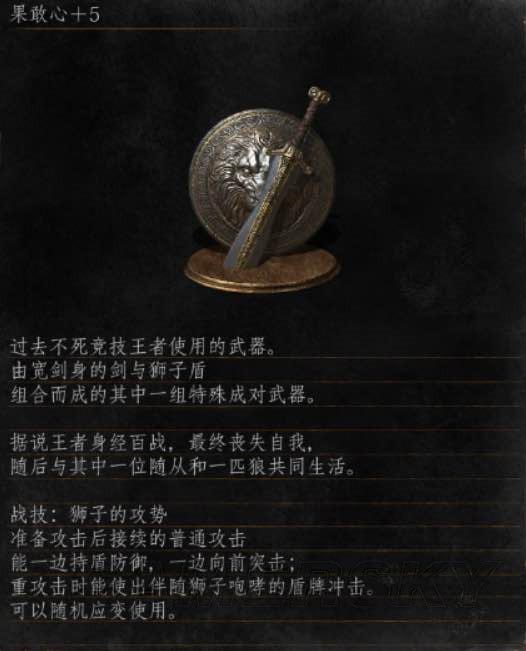 果敢心+5
过去不死竞技王者使用的武器。
由宽剑身的剑与狮子盾
组合而成的其中一组特殊成对武器。
据说王者身经百战，最终丧失自我，
随后与其中一位随从和一匹狼共同生活。
战技：狮子的攻势
准备攻击后接续的普通攻击
能一边持盾防御，一边向前突击；
重攻击时能使出伴随狮子咆哮的盾牌冲击。
可以随机应变使用。